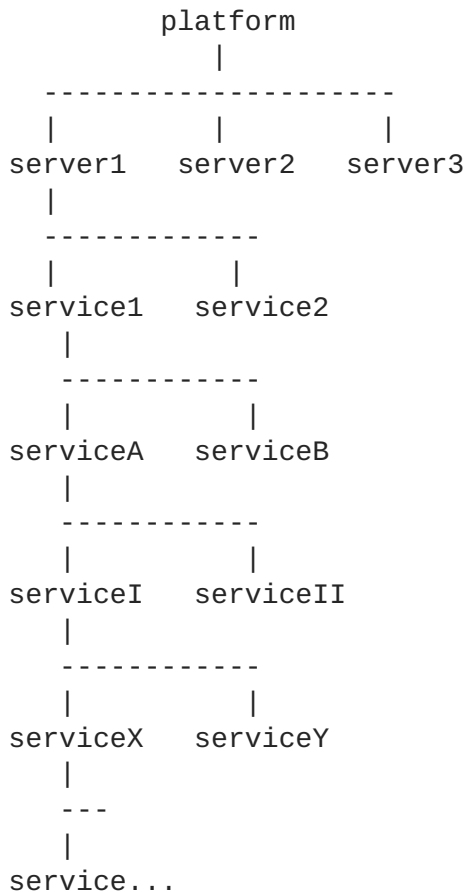 platform
server1 server2 server3
service1 service2
serviceA serviceB
serviceI serviceII
serviceX serviceY
service...